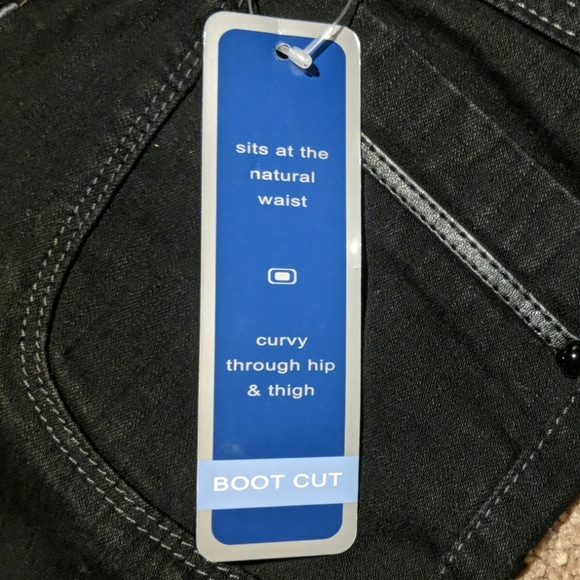 sits at the
natural
waist
curvy
through hip
& thigh
BOOT CUT